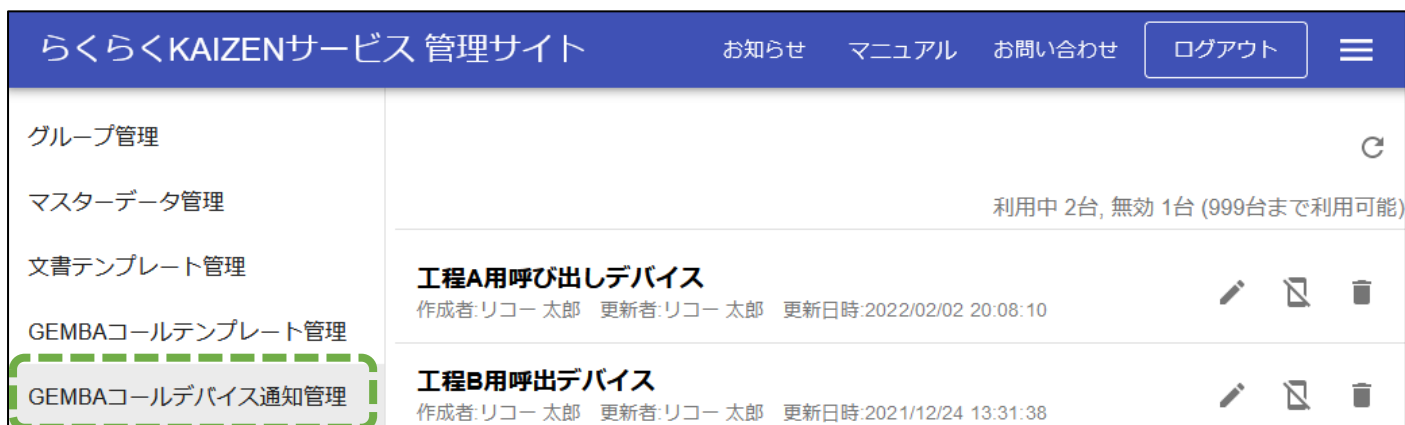 らくらくKAIZENサービス 管理サイト お知らせ マニュアル お問い合わせ ログアウト
グループ管理
マスターデータ管理
文書テンプレート管理
GEMBAコールテンプレート管理
GEMBAコールデバイス通知管理
利用中 2台, 無効 1台 (999台まで利用可能)
工程A用呼び出しデバイス
作成者:リコー 太郎 更新者:リコー 太郎 更新日時:2022/02/02 20:08:10
工程B用呼出デバイス
作成者:リコー 太郎 更新者:リコー 太郎 更新日時:2021/12/24 13:31:38